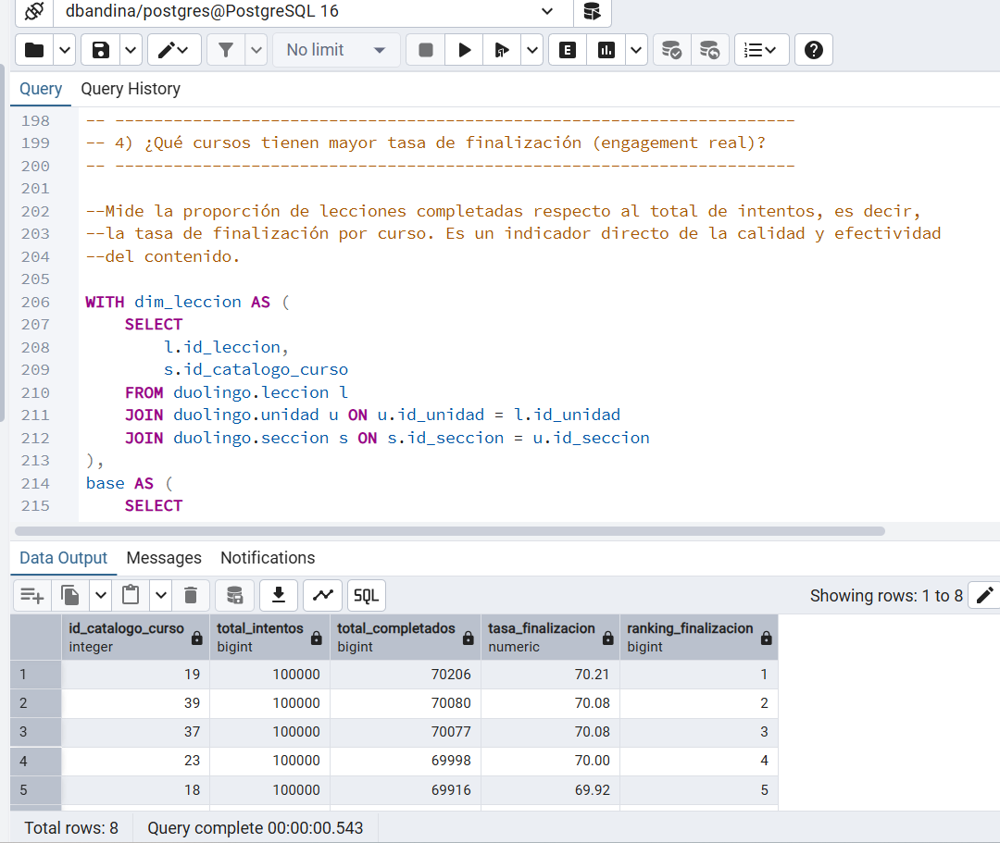 dbandina/postgres@PostgreSQL 16
No limit
E
Query Query History
198 -- ----------------------------------------------------------------------
199 -- 4) ¿Qué cursos tienen mayor tasa de finalización (engagement real)?
200 -- ----------------------------------------------------------------------
201
202 --Mide la proporción de lecciones completadas respecto al total de intentos, es decir,
203 --la tasa de finalización por curso. Es un indicador directo de la calidad y efectividad
204 --del contenido.
205
206 WITH dim_leccion AS (
207 SELECT
208 l.id_leccion,
209 s.id_catalogo_curso
210 FROM duolingo.leccion l
211 JOIN duolingo.unidad u ON u.id_unidad = l.id_unidad
212 JOIN duolingo.seccion s ON s.id_seccion = u.id_seccion
213 ),
214 base AS (
215 SELECT
Data Output Messages Notifications
SQL Showing rows: 1 to 8
id_catalogo_curso total_intentos total_completados tasa_finalizacion ranking_finalizacion
integer bigint bigint numeric bigint
1 19 100000 70206 70.21 1
2 39 100000 70080 70.08 2
3 37 100000 70077 70.08 3
4 23 100000 69998 70.00 4
5 18 100000 69916 69.92 5
Total rows: 8 Query complete 00:00:00.543